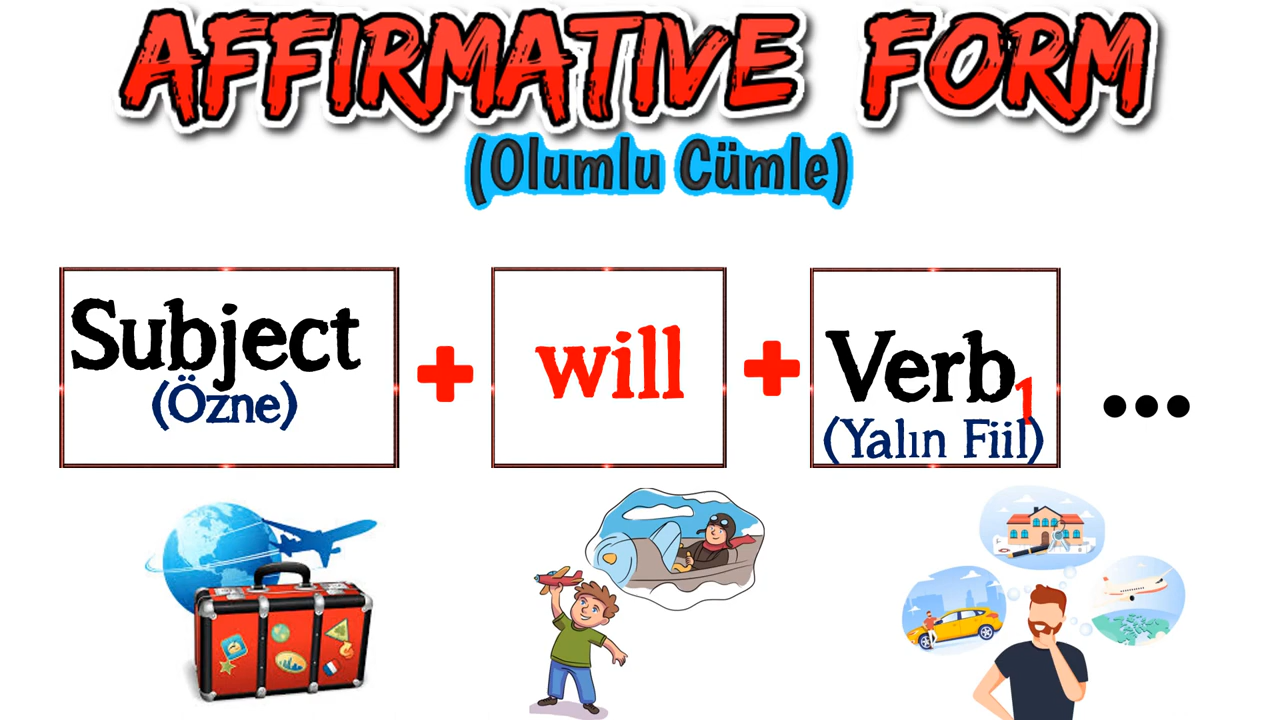 AFFIRMATIVE FORM
(Olumlu Cümle)
Subject + will + Verb1 ...
(Özne) (Yalın Fiil)